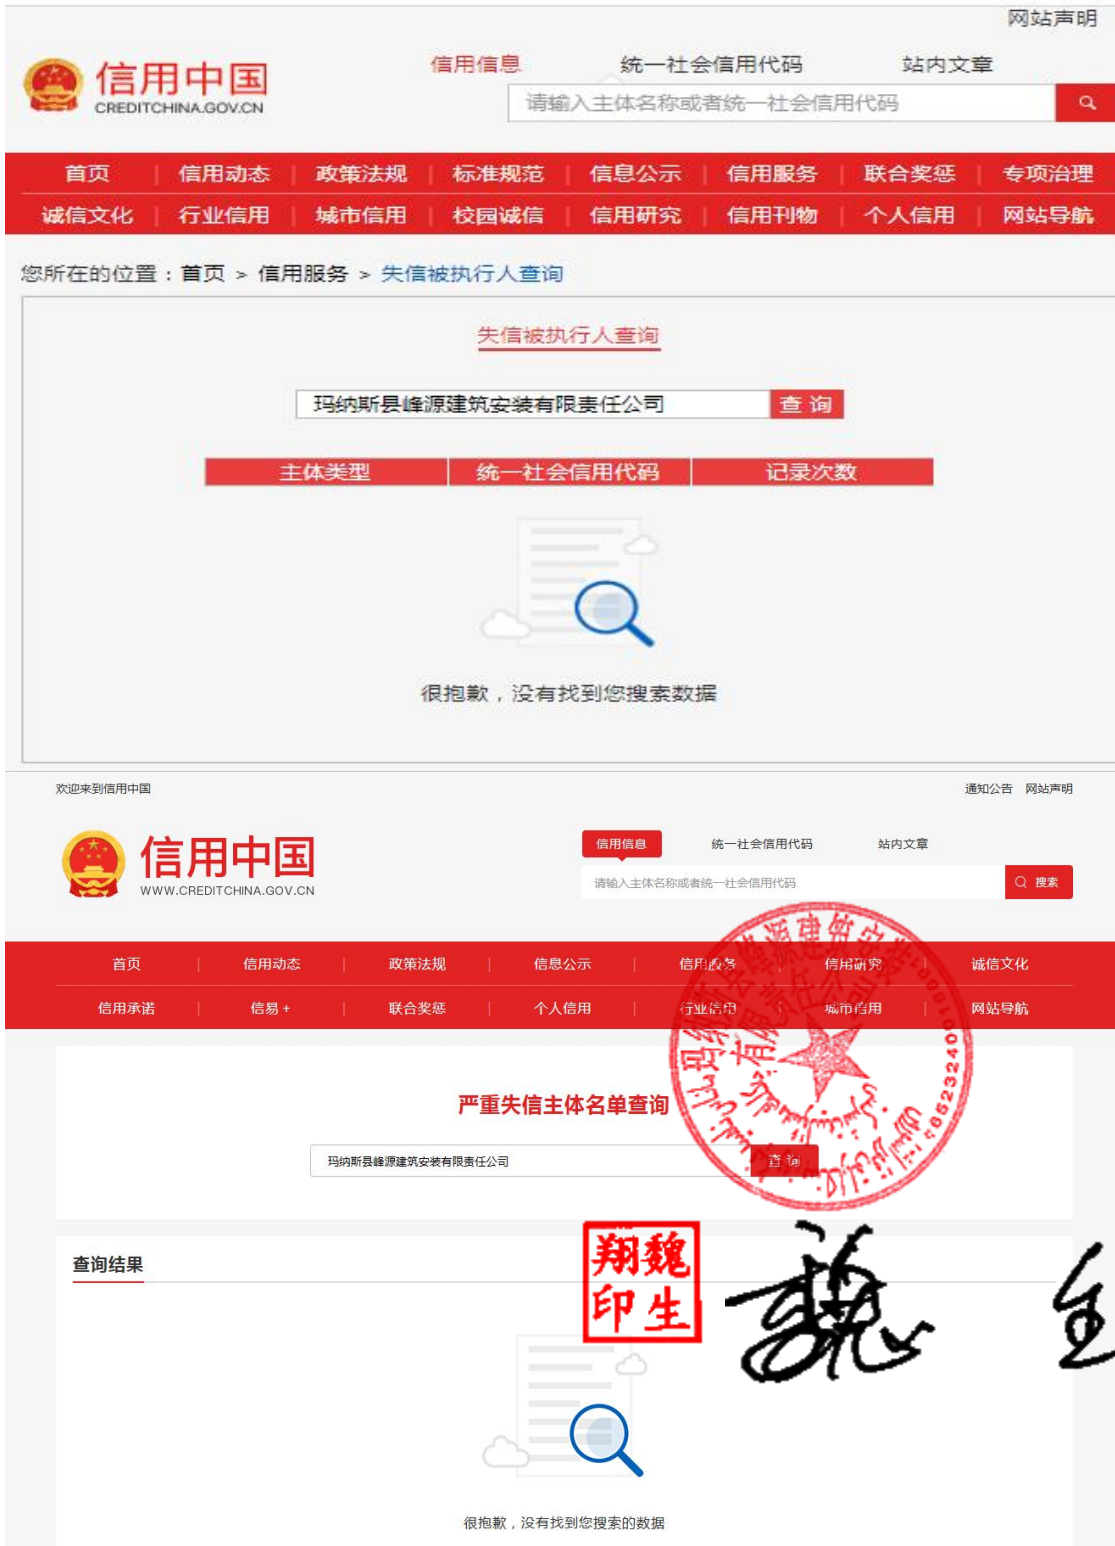 网站声明
信用信息 统一社会信用代码 站内文章
信用中国
CREDITCHINA.GOV.CN
请输入主体名称或者统一社会信用代码
首页 信用动态 政策法规 标准规范 信息公示 信用服务 联合奖惩 专项治理
诚信文化 行业信用 城市信用 校园诚信 信用研究 信用刊物 个人信用 网站导航
您所在的位置：首页 > 信用服务 > 失信被执行人查询
失信被执行人查询
玛纳斯县峰源建筑安装有限责任公司 查询
主体类型 统一社会信用代码 记录次数
很抱歉，没有找到您搜索数据
欢迎来到信用中国 通知公告 网站声明
信用信息 统一社会信用代码 站内文章
信用中国
WWW.CREDITCHINA.GOV.CN
请输入主体名称或者统一社会信用代码 搜索
首页 信用动态 政策法规 信息公示 信用服务 信用研究 诚信文化
信用承诺 信易+ 联合奖惩 个人信用 行业信用 城市信用 网站导航
玛纳斯县峰源建筑安装
有限责任公司
严重失信主体名单查询
玛纳斯县峰源建筑安装有限责任公司 查询
查询结果
魏生
翔印
魏
很抱歉，没有找到您搜索的数据